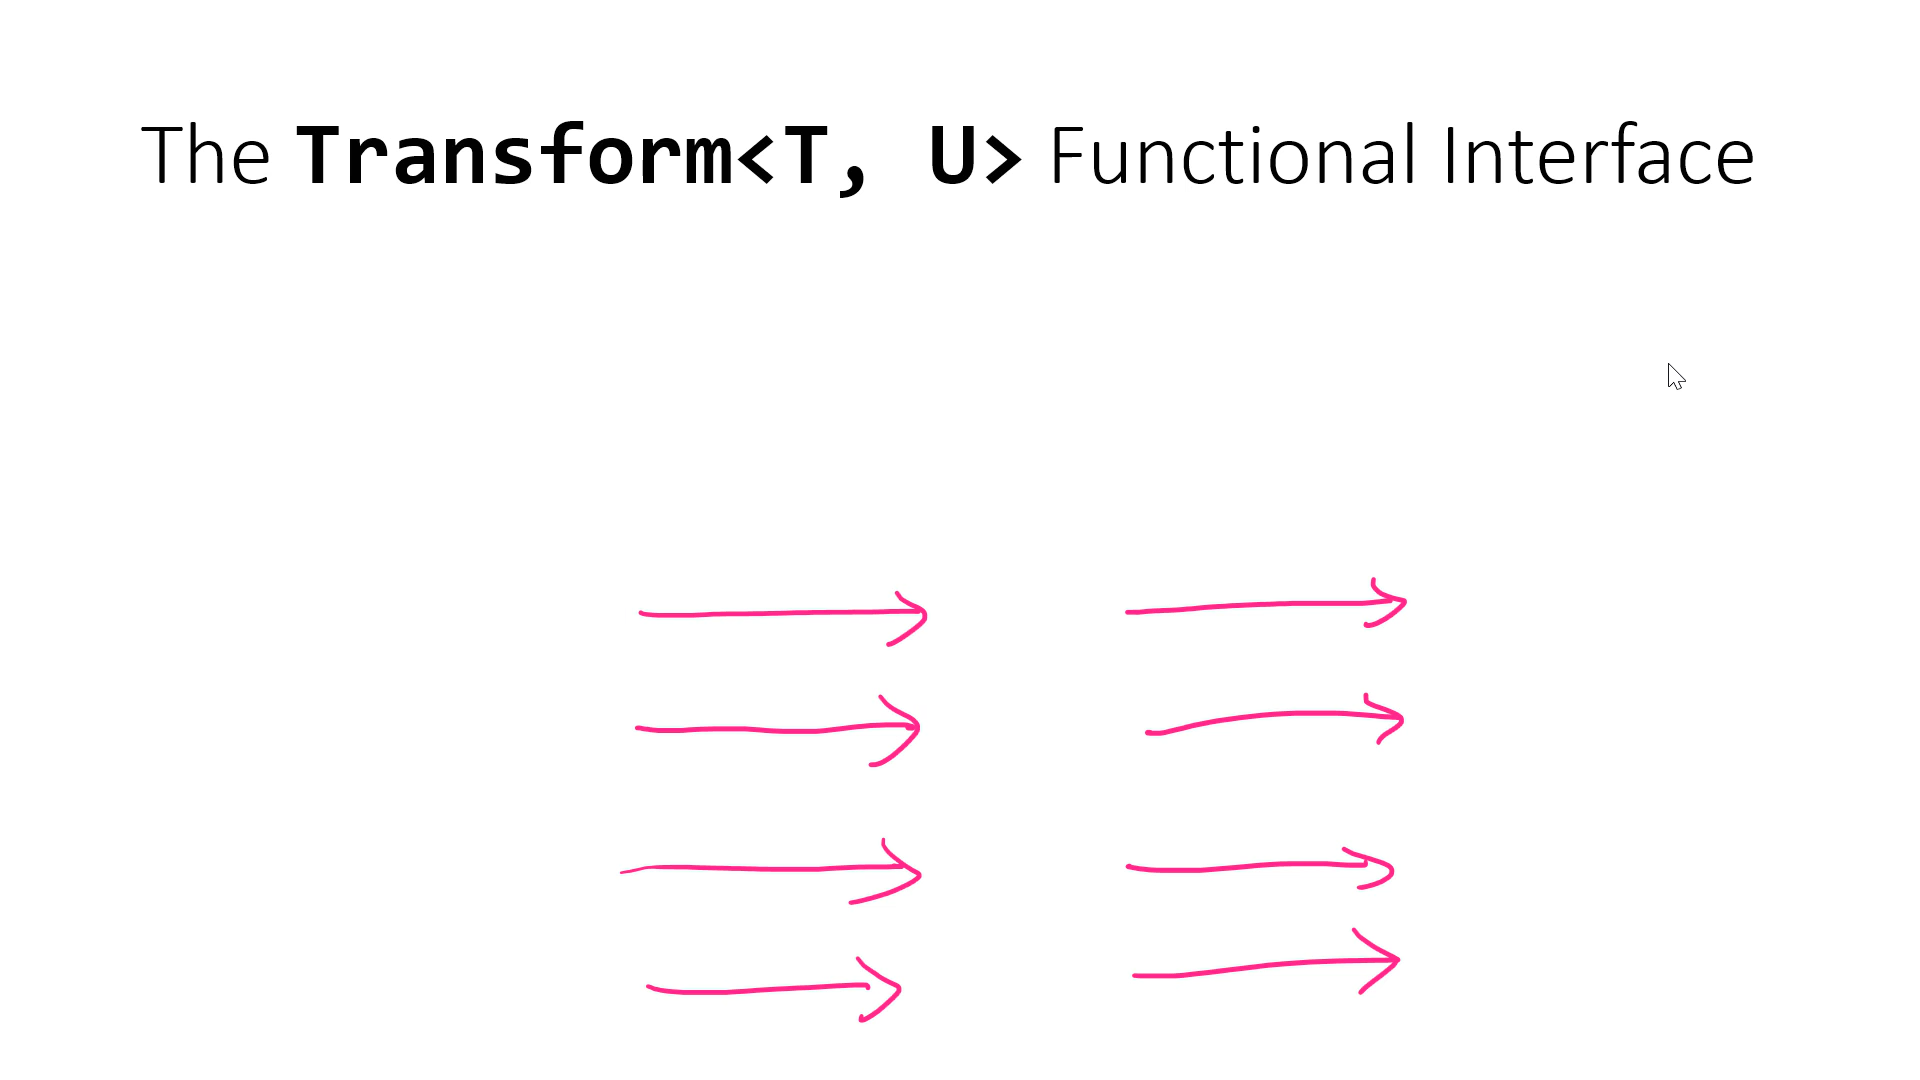 The Transform<T, U> Functional Interface